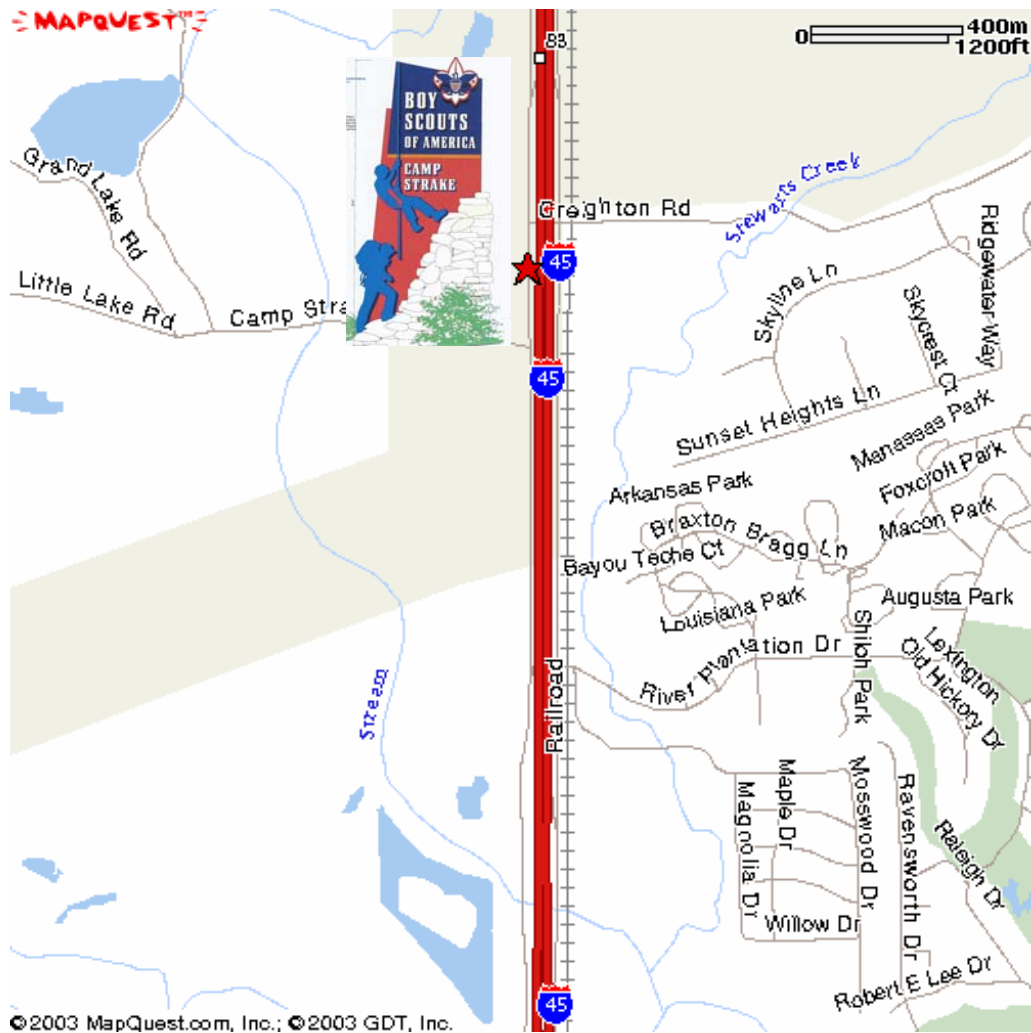 MAPQUEST
TM
83
0
400m
1200ft
BOY
SCOUTS
OF AMERICA
CAMP
STRAKE
Grand Lake Rd
Creighton Rd
Stewarts Creek
Ridgewater Way
45
Little Lake Rd
Camp Stra
Skyline Ln
Skycrest Ct
45
Sunset Heights Ln
Manassas Park
Foxcroft Park
Arkansas Park
Macon Park
Braxton Bragg Ln
Bayou Teche Ct
Louisiana Park
Augusta Park
Shiloh Park
River Plantation Dr
Lexington
Old Hickory Dr
Stream
Railroad
Magnolia Dr
Maple Dr
Mosswood Dr
Ravensworth Dr
Raleigh Dr
Willow Dr
Robert E Lee Dr
45
©2003 MapQuest.com, Inc.; ©2003 GDT, Inc.